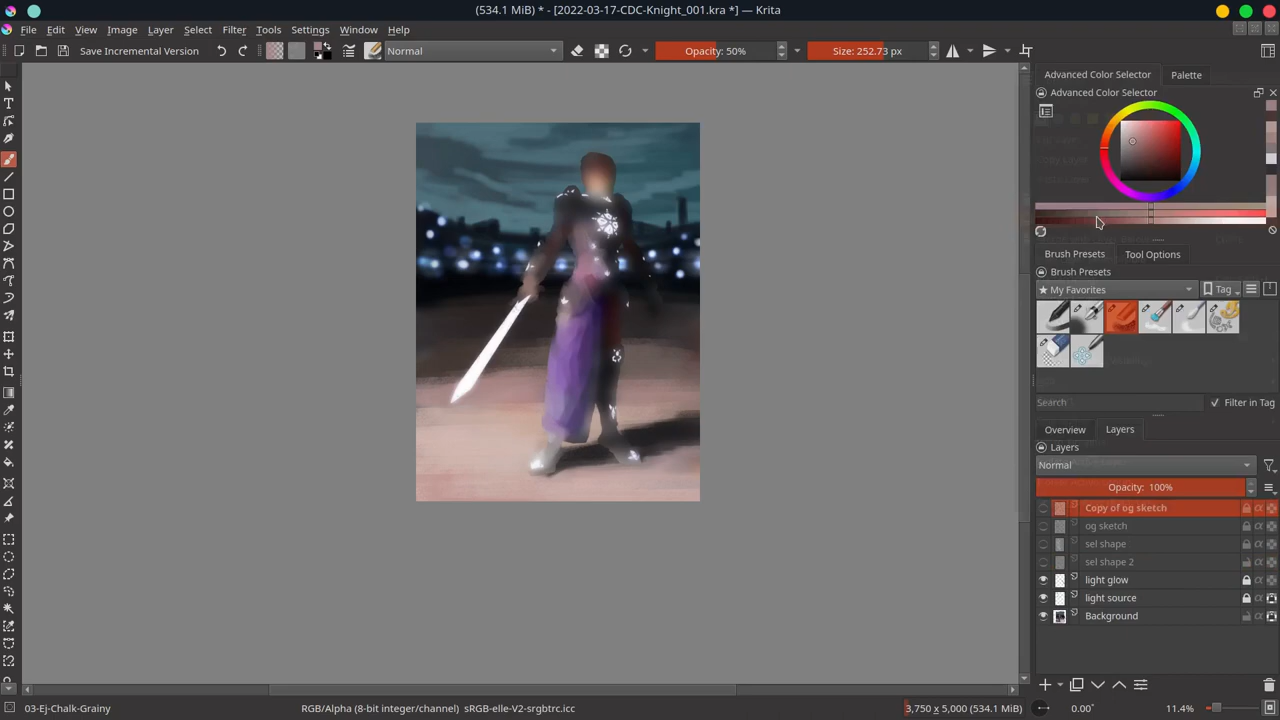 (534.1 MiB) * - [2022-03-17-CDC-Knight_001.kra *] — Krita
File Edit View Image Layer Select Filter Tools Settings Window Help
Save Incremental Version Normal Opacity: 50% Size: 252.73 px
Advanced Color Selector Palette
Advanced Color Selector
Brush Presets Tool Options
Brush Presets
★ My Favorites Tag
Search Filter in Tag
Overview Layers
Layers
Normal
Opacity: 100%
Copy of og sketch
og sketch
sel shape
sel shape 2
light glow
light source
Background
03-Ej-Chalk-Grainy RGB/Alpha (8-bit integer/channel) sRGB-elle-V2-srgbtrc.icc 3,750 x 5,000 (534.1 MiB) 0.00° 11.4%